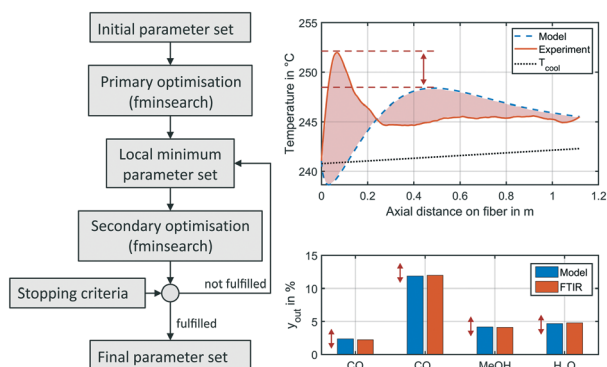 Initial parameter set
Primary optimisation
(fminsearch)
Local minimum
parameter set
Secondary optimisation
(fminsearch)
not fulfilled
Stopping criteria
fulfilled
Final parameter set
255
250
245
240
Temperature in °C
Model
Experiment
T_cool
0
0.2
0.4
0.6
0.8
1
1.2
Axial distance on fiber in m
15
10
5
0
y_out in %
Model
FTIR
CO
CO
MeOH
H O